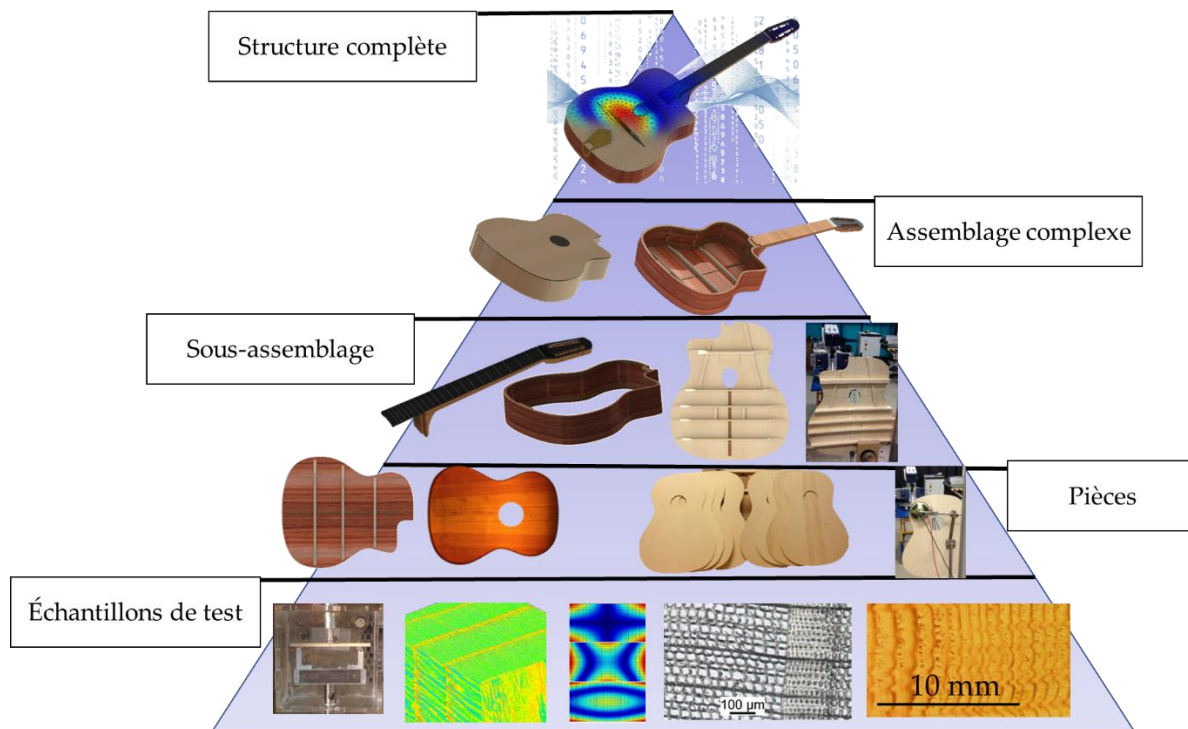 Structure complète
Assemblage complexe
Sous-assemblage
Pièces
Échantillons de test
100 µm
10 mm